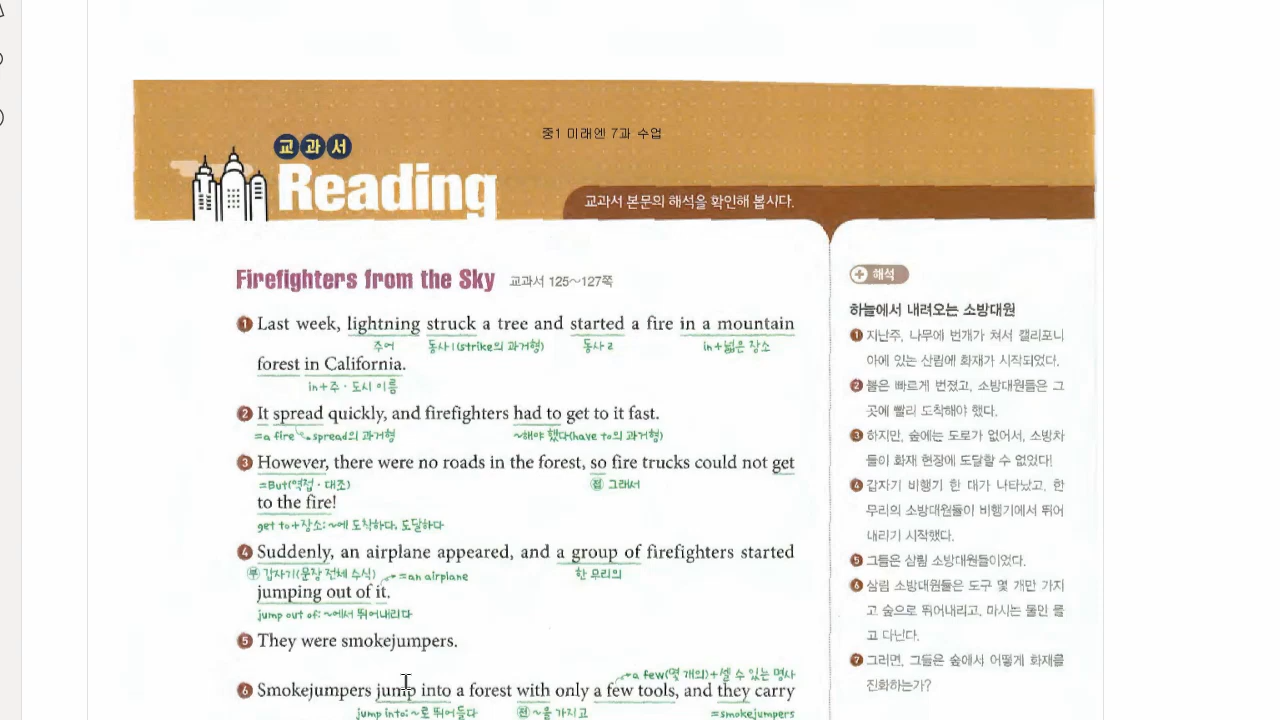 중1 미래엔 7과 수업
교과서
Reading
교과서 본문의 해석을 확인해 봅시다.
Firefighters from the Sky 교과서 125~127쪽
1 Last week, lightning struck a tree and started a fire in a mountain
주어 동사1(strike의 과거형) 동사2 in+넓은 장소
forest in California.
in+주·도시 이름
2 It spread quickly, and firefighters had to get to it fast.
=a fire spread의 과거형 ~해야 했다(have to의 과거형)
3 However, there were no roads in the forest, so fire trucks could not get
=But(역접·대조) 접 그래서
to the fire!
get to+장소: ~에 도착하다, 도달하다
4 Suddenly, an airplane appeared, and a group of firefighters started
부 갑자기(문장 전체 수식) =an airplane 한 무리의
jumping out of it.
jump out of: ~에서 뛰어내리다
5 They were smokejumpers.
a few(몇 개의)+셀 수 있는 명사
6 Smokejumpers jump into a forest with only a few tools, and they carry
jump into: ~로 뛰어들다 전 ~을 가지고 =smokejumpers
해석
하늘에서 내려오는 소방대원
1 지난주, 나무에 번개가 쳐서 캘리포니
아에 있는 산림에 화재가 시작되었다.
2 불은 빠르게 번졌고, 소방대원들은 그
곳에 빨리 도착해야 했다.
3 하지만, 숲에는 도로가 없어서, 소방차
들이 화재 현장에 도달할 수 없었다!
4 갑자기 비행기 한 대가 나타났고, 한
무리의 소방대원들이 비행기에서 뛰어
내리기 시작했다.
5 그들은 삼림 소방대원들이었다.
6 삼림 소방대원들은 도구 몇 개만 가지
고 숲으로 뛰어내리고, 마시는 물인 물
고 다닌다.
7 그러면, 그들은 숲에서 어떻게 화재를
진화하는가?